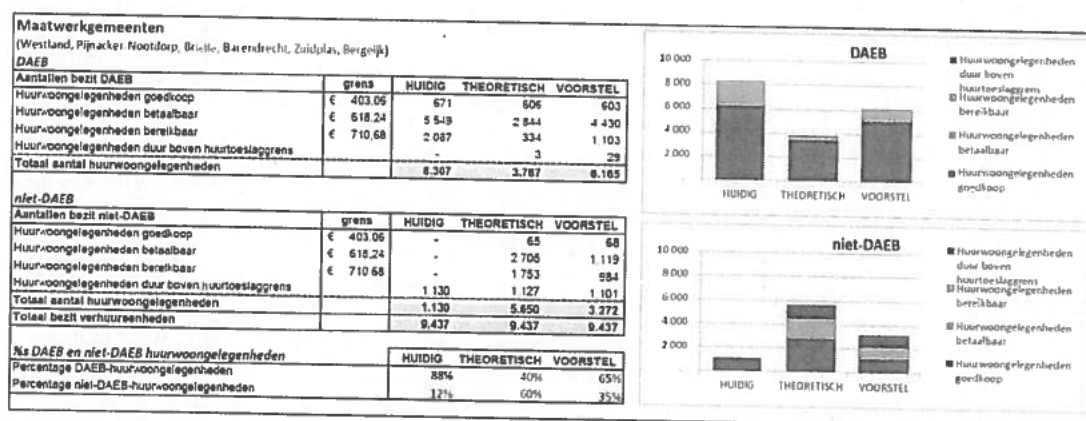 Maatwerkgemeenten
(Westland, Pijnacker Nootdorp, Brielle, Barendrecht, Zuidplas, Bergeijk)
DAEB
Aantallen bezit DAEB grens HUIDIG THEORETISCH VOORSTEL
Huurwoongelegenheden goedkoop € 403.06 671 606 603
Huurwoongelegenheden betaalbaar € 618.24 5 549 2 844 4 430
Huurwoongelegenheden bereikbaar € 710,68 2 087 334 1 103
Huurwoongelegenheden duur boven huurtoeslaggrens - 3 29
Totaal aantal huurwoongelegenheden 8.307 3.787 6.165
niet-DAEB
Aantallen bezit niet-DAEB grens HUIDIG THEORETISCH VOORSTEL
Huurwoongelegenheden goedkoop € 403.06 - 65 68
Huurwoongelegenheden betaalbaar € 618,24 - 2 705 1.119
Huurwoongelegenheden bereikbaar € 710 68 - 1 753 984
Huurwoongelegenheden duur boven huurtoeslaggrens 1 130 1 127 1 101
Totaal aantal huurwoongelegenheden 1.130 5.650 3.272
Totaal bezit verhuureenheden 9.437 9.437 9.437
%s DAEB en niet-DAEB huurwoongelegenheden HUIDIG THEORETISCH VOORSTEL
Percentage DAEB-huurwoongelegenheden 88% 40% 65%
Percentage niet-DAEB-huurwoongelegenheden 12% 60% 35%
DAEB
10 000
8 000
6 000
4 000
2 000
-
HUIDIG THEORETISCH VOORSTEL
Huurwoongelegenheden
duur boven
huurtoeslaggrens
Huurwoongelegenheden
bereikbaar
Huurwoongelegenheden
betaalbaar
Huurwoongelegenheden
goedkoop
niet-DAEB
10 000
8 000
6 000
4 000
2 000
HUIDIG THEORETISCH VOORSTEL
Huurwoongelegenheden
duur boven
huurtoeslaggrens
Huurwoongelegenheden
bereikbaar
Huurwoongelegenheden
betaalbaar
Huurwoongelegenheden
goedkoop